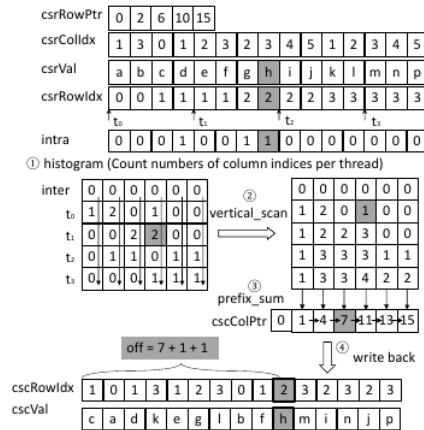 csrRowPtr 0 2 6 10 15
csrColIdx 1 3 0 1 2 3 2 3 4 5 1 2 3 4 5
csrVal a b c d e f g h i j k l m n p
csrRowIdx 0 0 1 1 1 1 2 2 2 2 3 3 3 3 3
t₀ t₁ t₂ t₃
intra 0 0 0 1 0 0 1 1 0 0 0 0 0 0 0
① histogram (Count numbers of column indices per thread)
inter 0 0 0 0 0 0
t₀ 1 2 0 1 0 0
t₁ 0 0 2 2 0 0
t₂ 0 1 1 0 1 1
t₃ 0 0 0 1 1 1
②
vertical_scan
0 0 0 0 0 0
1 2 0 1 0 0
1 2 2 3 0 0
1 3 3 3 1 1
1 3 3 4 2 2
③
prefix_sum
cscColPtr 0 1 4 7 11 13 15
off = 7 + 1 + 1
④ write back
cscRowIdx 1 0 1 3 1 2 3 0 1 2 3 2 3 2 3
cscVal c a d k e g l b f h m i n j p